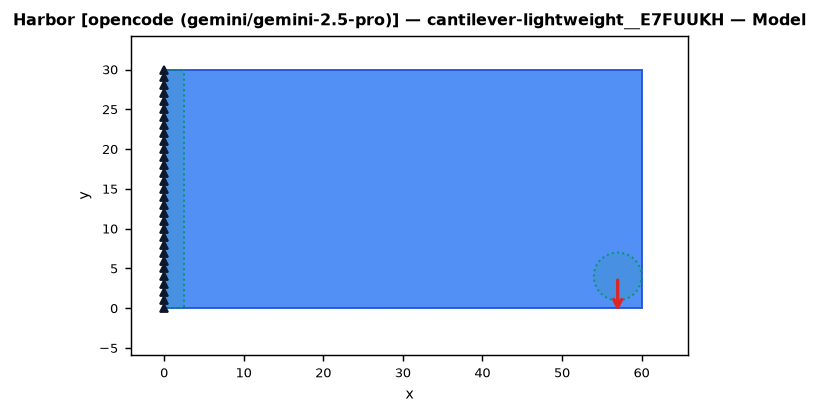 Harbor [opencode (gemini/gemini-2.5-pro)] — cantilever-lightweight__E7FUUKH — Model
30
25
20
15
10
5
0
−5
y
0 10 20 30 40 50 60
x